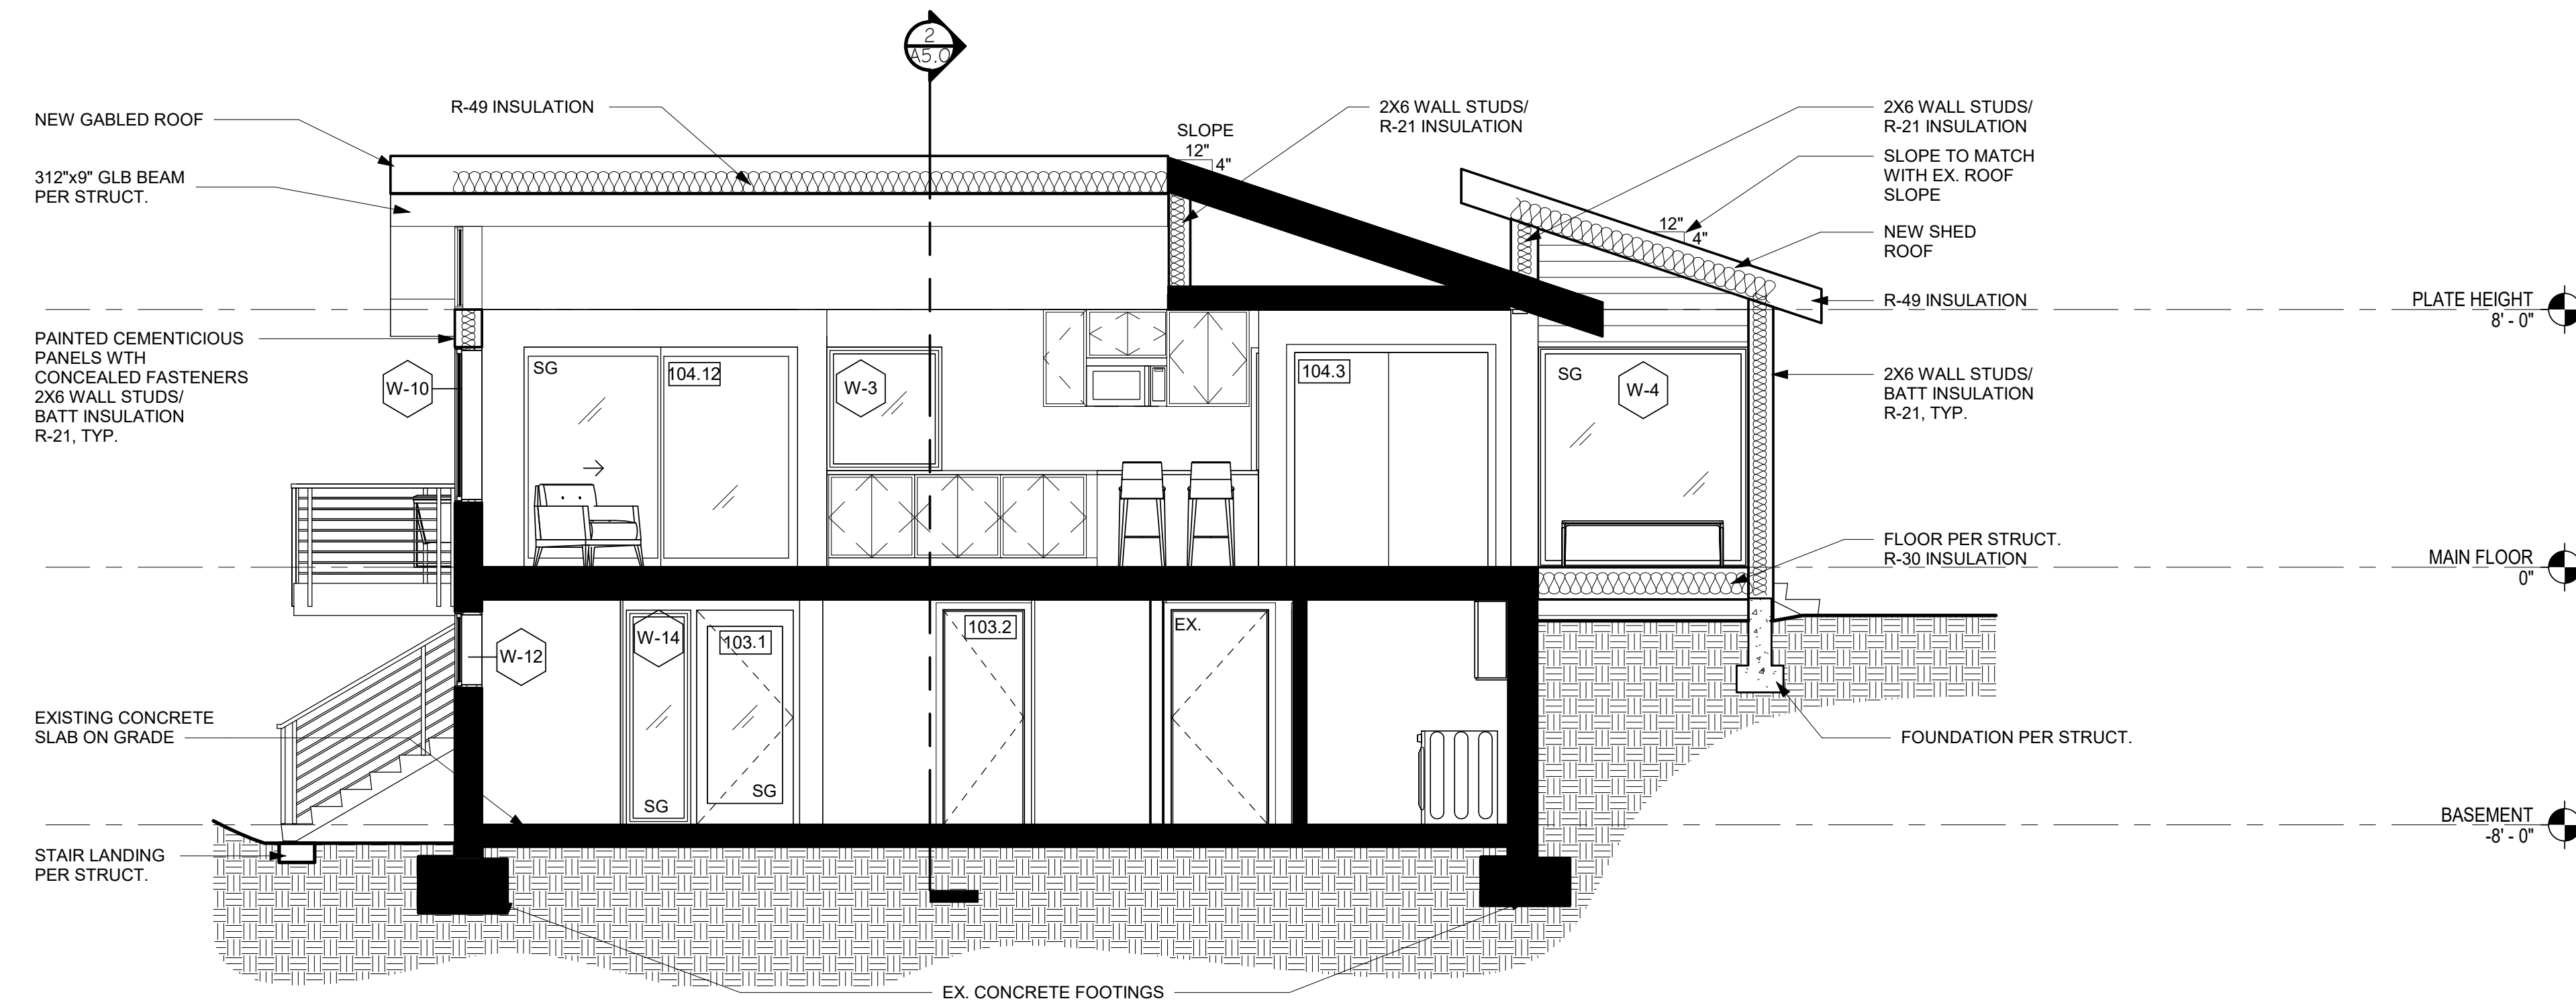 2
A5.0
NEW GABLED ROOF
R-49 INSULATION
312"x9" GLB BEAM
PER STRUCT.
SLOPE
12"
4"
2X6 WALL STUDS/
R-21 INSULATION
2X6 WALL STUDS/
R-21 INSULATION
SLOPE TO MATCH
WITH EX. ROOF
SLOPE
12"
4"
NEW SHED
ROOF
R-49 INSULATION
PLATE HEIGHT
8' - 0"
PAINTED CEMENTICIOUS
PANELS WTH
CONCEALED FASTENERS
2X6 WALL STUDS/
BATT INSULATION
R-21, TYP.
W-10
SG
104.12
W-3
104.3
SG
W-4
2X6 WALL STUDS/
BATT INSULATION
R-21, TYP.
FLOOR PER STRUCT.
R-30 INSULATION
MAIN FLOOR
0"
W-12
W-14
103.1
SG
SG
103.2
EX.
EXISTING CONCRETE
SLAB ON GRADE
FOUNDATION PER STRUCT.
BASEMENT
-8' - 0"
STAIR LANDING
PER STRUCT.
EX. CONCRETE FOOTINGS